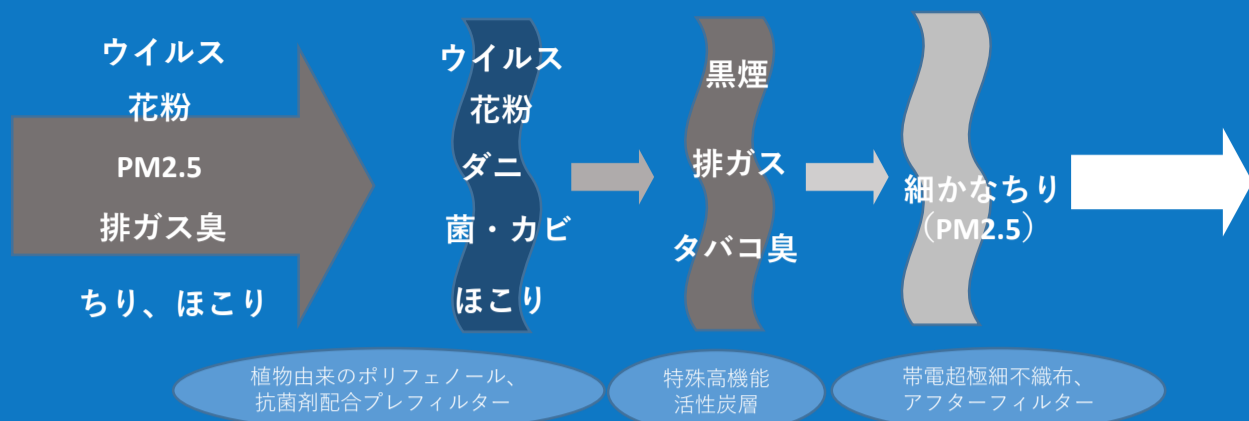 ウイルス
花粉
PM2.5
排ガス臭
ちり、ほこり
ウイルス
花粉
ダニ
菌・カビ
ほこり
黒煙
排ガス
タバコ臭
細かなちり
（PM2.5）
植物由来のポリフェノール、
抗菌剤配合プレフィルター
特殊高機能
活性炭層
帯電超極細不織布、
アフターフィルター